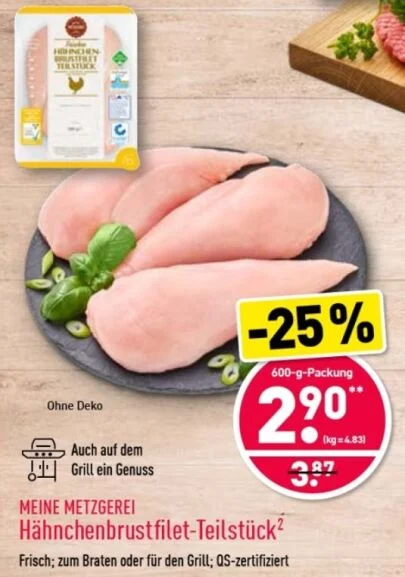 Frisches
HÄHNCHEN-
BRUSTFILET
TEILSTÜCK
-25%
600-g-Packung
2.90**
(kg=4.83)
3.87
Ohne Deko
Auch auf dem
Grill ein Genuss
MEINE METZGEREI
Hähnchenbrustfilet-Teilstück²
Frisch; zum Braten oder für den Grill; QS-zertifiziert